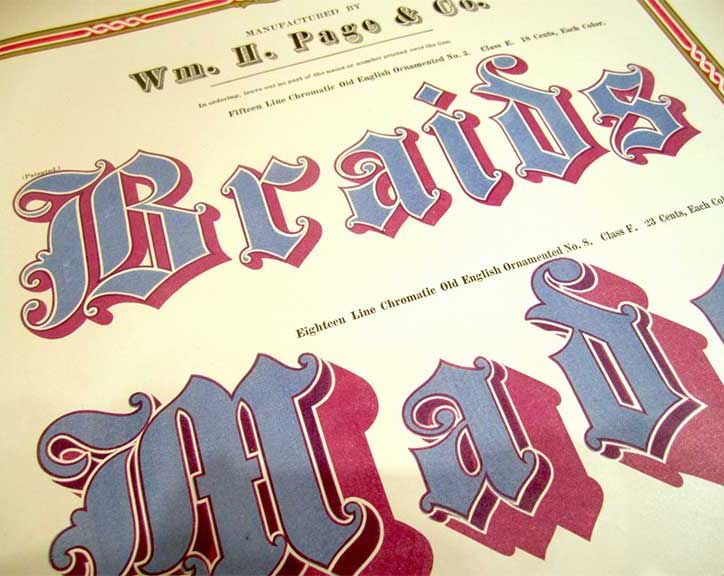 MANUFACTURED BY
Wm. H. Page & Co.
In ordering, leave out no part of the name or number printed over the line.
Fifteen Line Chromatic Old English Ornamented No. 3. Class E. 18 Cents, Each Color.
(Patented.)
Braids
Eighteen Line Chromatic Old English Ornamented No. 8. Class F. 23 Cents, Each Co
Mad